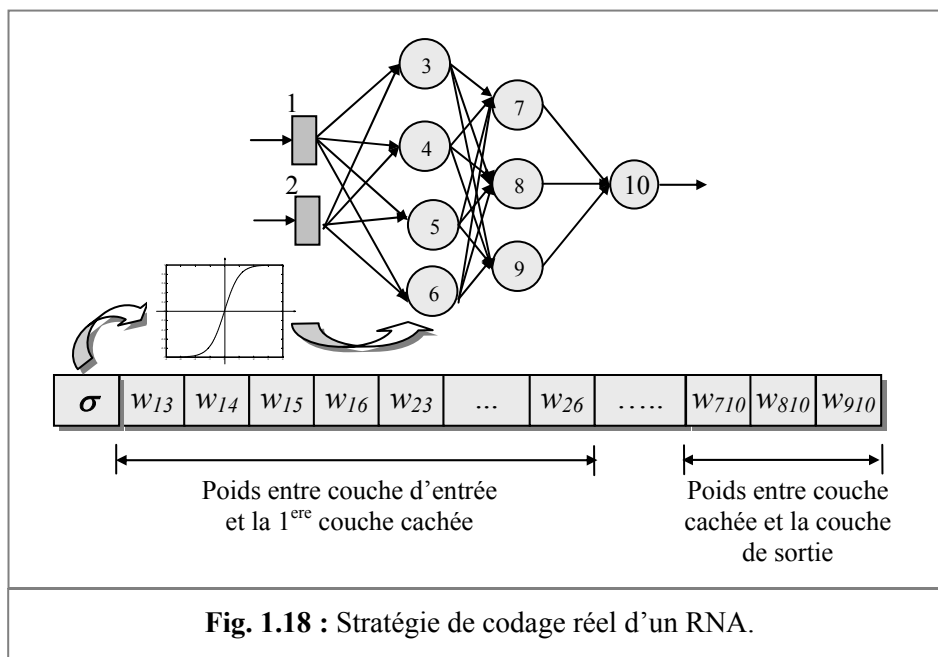 3
1
7
4
2
8
10
5
9
6
σ w13 w14 w15 w16 w23 ... w26 ..... w710 w810 w910
Poids entre couche d'entrée
et la 1ere couche cachée
Poids entre couche
cachée et la couche
de sortie
Fig. 1.18 : Stratégie de codage réel d'un RNA.